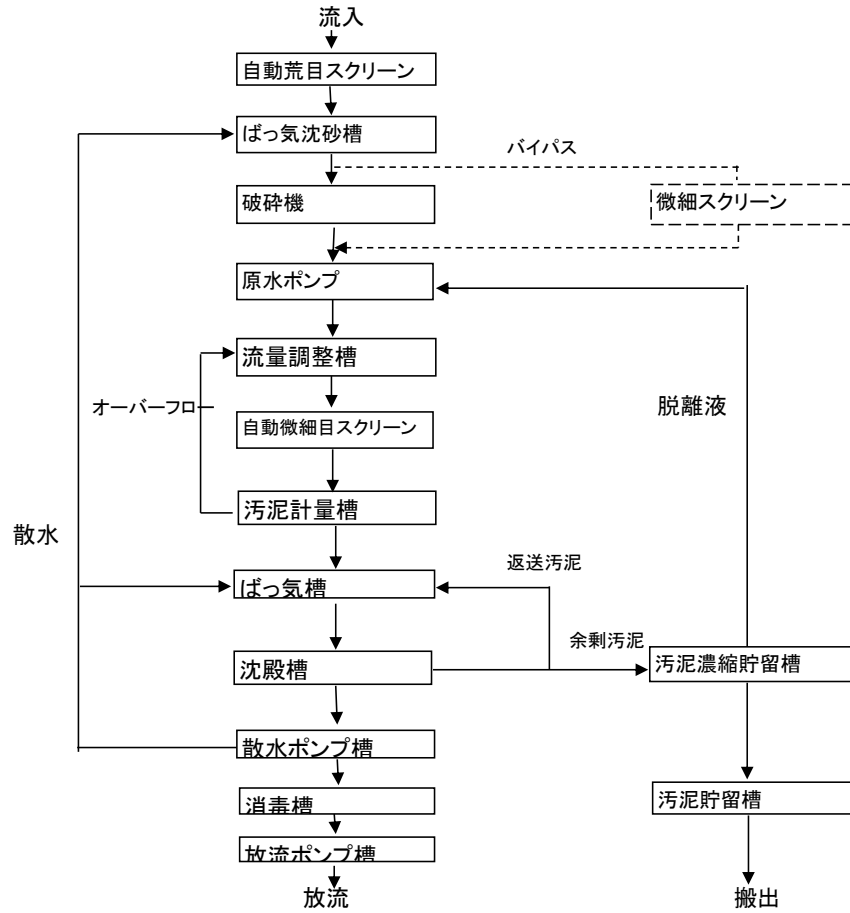 流入
自動荒目スクリーン
ばっ気沈砂槽
バイパス
破砕機
微細スクリーン
原水ポンプ
流量調整槽
オーバーフロー
脱離液
自動微細目スクリーン
汚泥計量槽
散水
返送汚泥
ばっ気槽
余剰汚泥
沈殿槽
汚泥濃縮貯留槽
散水ポンプ槽
消毒槽
汚泥貯留槽
放流ポンプ槽
放流
搬出